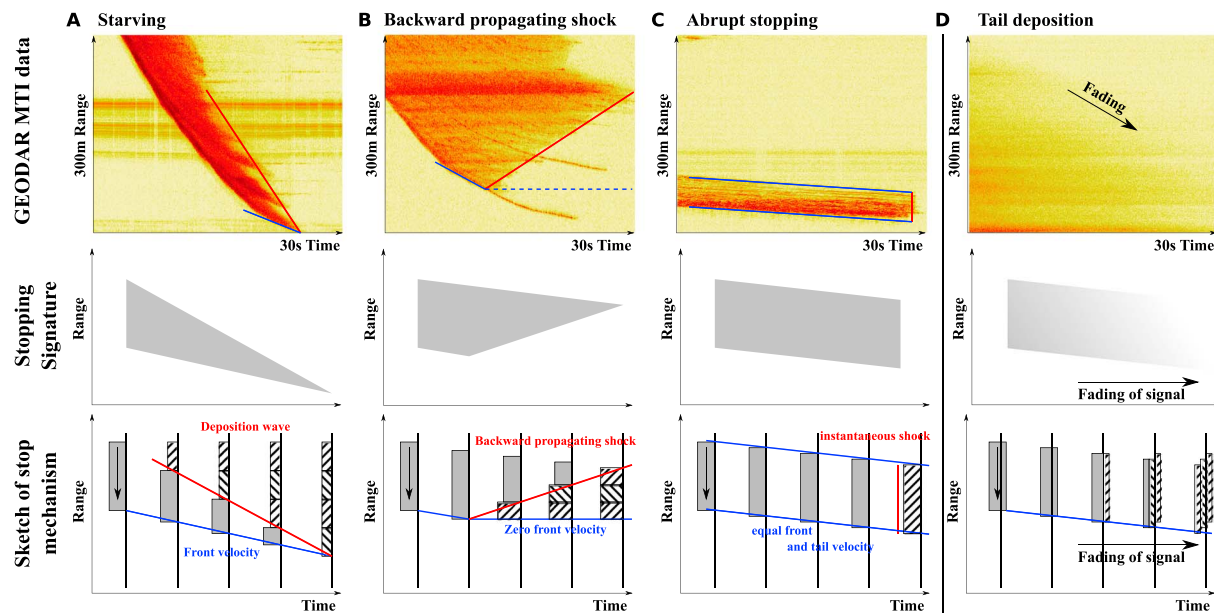 A Starving
B Backward propagating shock
C Abrupt stopping
D Tail deposition
GEODAR MTI data
300m Range
30s Time
300m Range
30s Time
300m Range
30s Time
Fading
300m Range
30s Time
Stopping
Signature
Range
Range
Range
Range
Fading of signal
Sketch of stop
mechanism
Range
Deposition wave
Front velocity
Time
Range
Backward propagating shock
Zero front velocity
Time
Range
instantaneous shock
equal front
and tail velocity
Time
Range
Fading of signal
Time